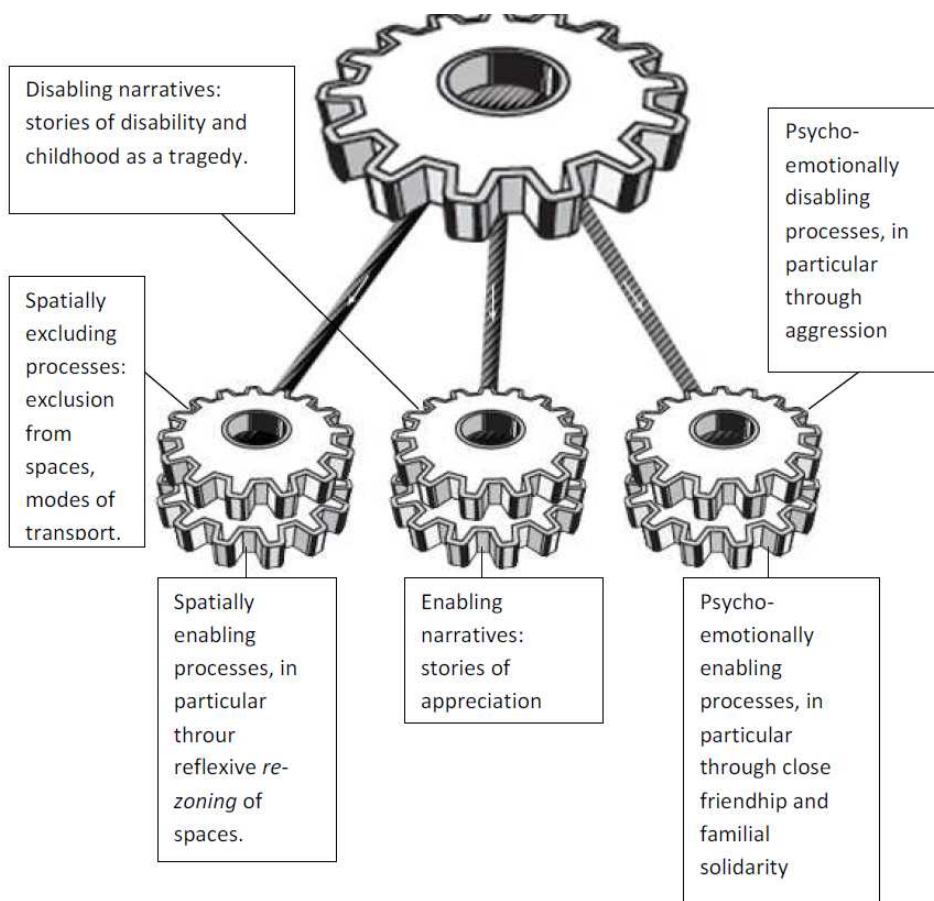 Disabling narratives:
stories of disability and
childhood as a tragedy.
Psycho-
emotionally
disabling
processes, in
particular
through
aggression
Spatially
excluding
processes:
exclusion
from
spaces,
modes of
transport.
Spatially
enabling
processes, in
particular
throur
reflexive re-
zoning of
spaces.
Enabling
narratives:
stories of
appreciation
Psycho-
emotionally
enabling
processes, in
particular
through close
friendhip and
familial
solidarity